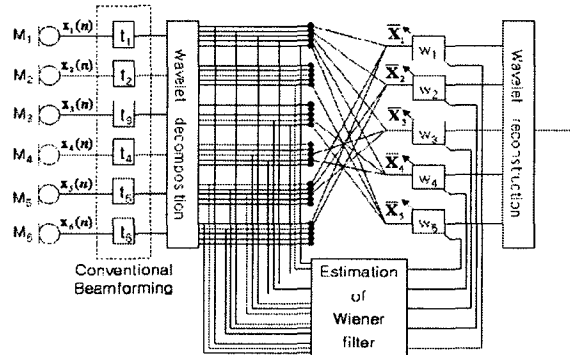 M1 x1(n) t1
M2 x2(n) t2
M3 x3(n) t3
M4 x4(n) t4
M5 x5(n) t5
M6 x6(n) t6
Conventional
Beamforming
wavelet decomposition
X̅1 w1
X̅2 w2
X̅3 w3
X̅4 w4
X̅5 w5
Wavelet reconstruction
Estimation
of
Wiener
filter